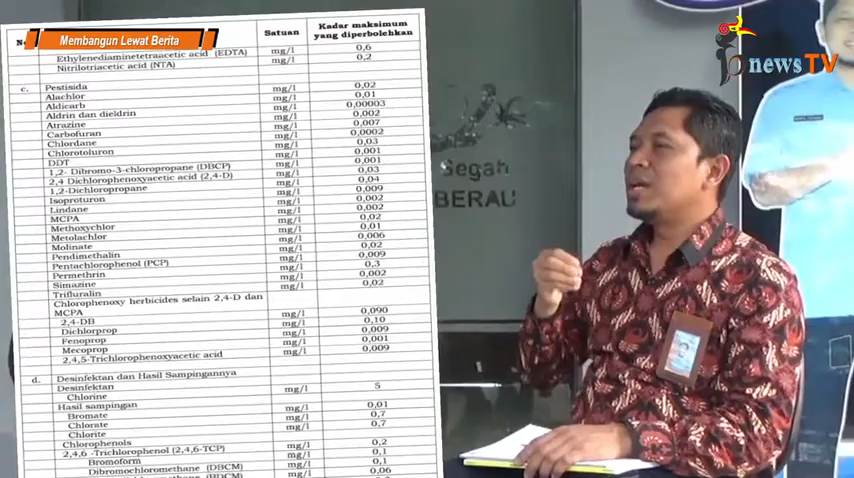 Membangun Lewat Berita
Satuan
Kadar maksimum
yang diperbolehkan
Ethylenediaminetetraacetic acid (EDTA) mg/l 0,6
Nitrilotriacetic acid (NTA) mg/l 0,2
c. Pestisida
Alachlor mg/l 0,02
Aldicarb mg/l 0,01
Aldrin dan dieldrin mg/l 0,00003
Atrazine mg/l 0,002
Carbofuran mg/l 0,007
Chlordane mg/l 0,0002
Chlorotoluron mg/l 0,03
DDT mg/l 0,001
1,2- Dibromo-3-chloropropane (DBCP) mg/l 0,001
2,4 Dichlorophenoxyacetic acid (2,4-D) mg/l 0,03
1,2-Dichloropropane mg/l 0,04
Isoproturon mg/l 0,009
Lindane mg/l 0,002
MCPA mg/l 0,002
Methoxychlor mg/l 0,02
Metolachlor mg/l 0,01
Molinate mg/l 0,006
Pendimethalin mg/l 0,02
Pentachlorophenol (PCP) mg/l 0,009
Permethrin mg/l 0,3
Simazine mg/l 0,002
Trifluralin mg/l 0,02
Chlorophenoxy herbicides selain 2,4-D dan
MCPA
2,4-DB mg/l 0,090
Dichlorprop mg/l 0,10
Fenoprop mg/l 0,009
Mecoprop mg/l 0,001
2,4,5-Trichlorophenoxyacetic acid mg/l 0,009
d. Desinfektan dan Hasil Sampingannya
Desinfektan
Chlorine mg/l 5
Hasil sampingan
Bromate mg/l 0,01
Chlorate mg/l 0,7
Chlorite mg/l 0,7
Chlorophenols
2,4,6 -Trichlorophenol (2,4,6-TCP) mg/l 0,2
Bromoform mg/l 0,1
Dibromochloromethane (DBCM) mg/l 0,1
(BDCM) mg/l 0,06
Segah
BERAU
news TV